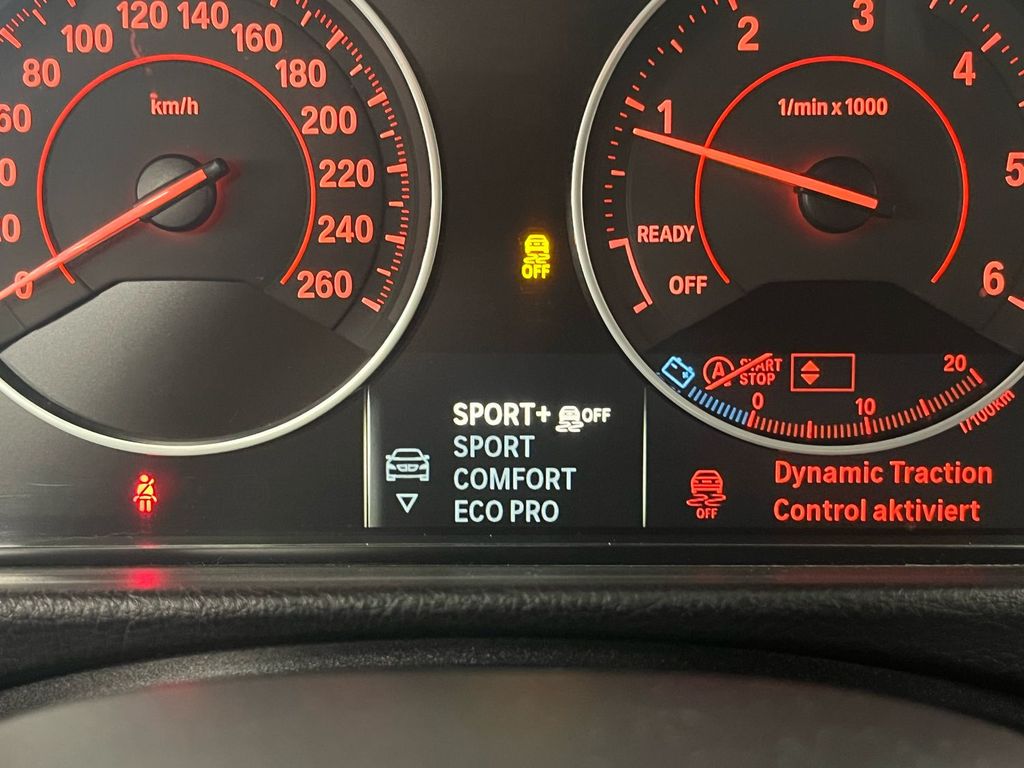 120 140
100 160
80 180
60 km/h 200
220
240
0 260
2 3
1 4
1/min x 1000
5
READY
OFF 6
OFF
A START
STOP
0 10 20
l/100km
SPORT+ OFF
SPORT
COMFORT
ECO PRO
OFF
Dynamic Traction
Control aktiviert